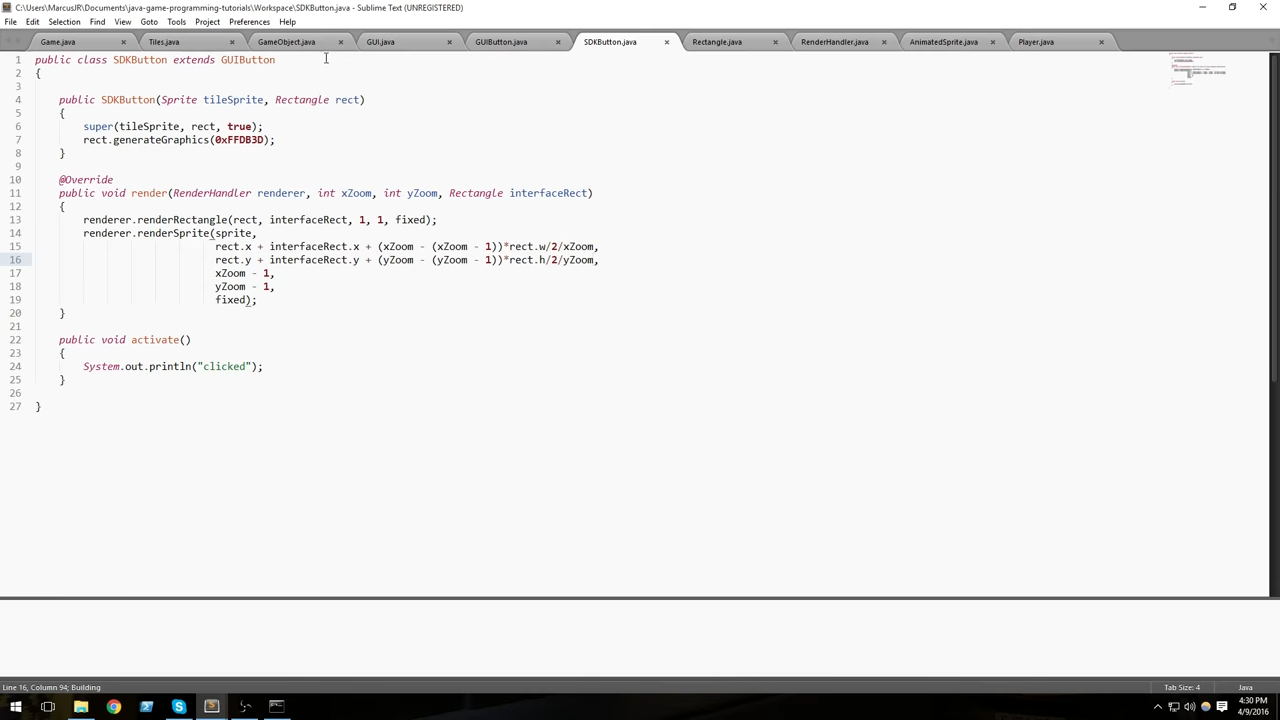 C:\Users\MarcusJR\Documents\java-game-programming-tutorials\Workspace\SDKButton.java - Sublime Text (UNREGISTERED)
File Edit Selection Find View Goto Tools Project Preferences Help
Game.java Tiles.java GameObject.java GUI.java GUIButton.java SDKButton.java Rectangle.java RenderHandler.java AnimatedSprite.java Player.java
1 public class SDKButton extends GUIButton
2 {
3
4 public SDKButton(Sprite tileSprite, Rectangle rect)
5 {
6 super(tileSprite, rect, true);
7 rect.generateGraphics(0xFFDB3D);
8 }
9
10 @Override
11 public void render(RenderHandler renderer, int xZoom, int yZoom, Rectangle interfaceRect)
12 {
13 renderer.renderRectangle(rect, interfaceRect, 1, 1, fixed);
14 renderer.renderSprite(sprite,
15 rect.x + interfaceRect.x + (xZoom - (xZoom - 1))*rect.w/2/xZoom,
16 rect.y + interfaceRect.y + (yZoom - (yZoom - 1))*rect.h/2/yZoom,
17 xZoom - 1,
18 yZoom - 1,
19 fixed);
20 }
21
22 public void activate()
23 {
24 System.out.println("clicked");
25 }
26
27 }
Line 16, Column 94; Building Tab Size: 4 Java
4:30 PM
4/9/2016